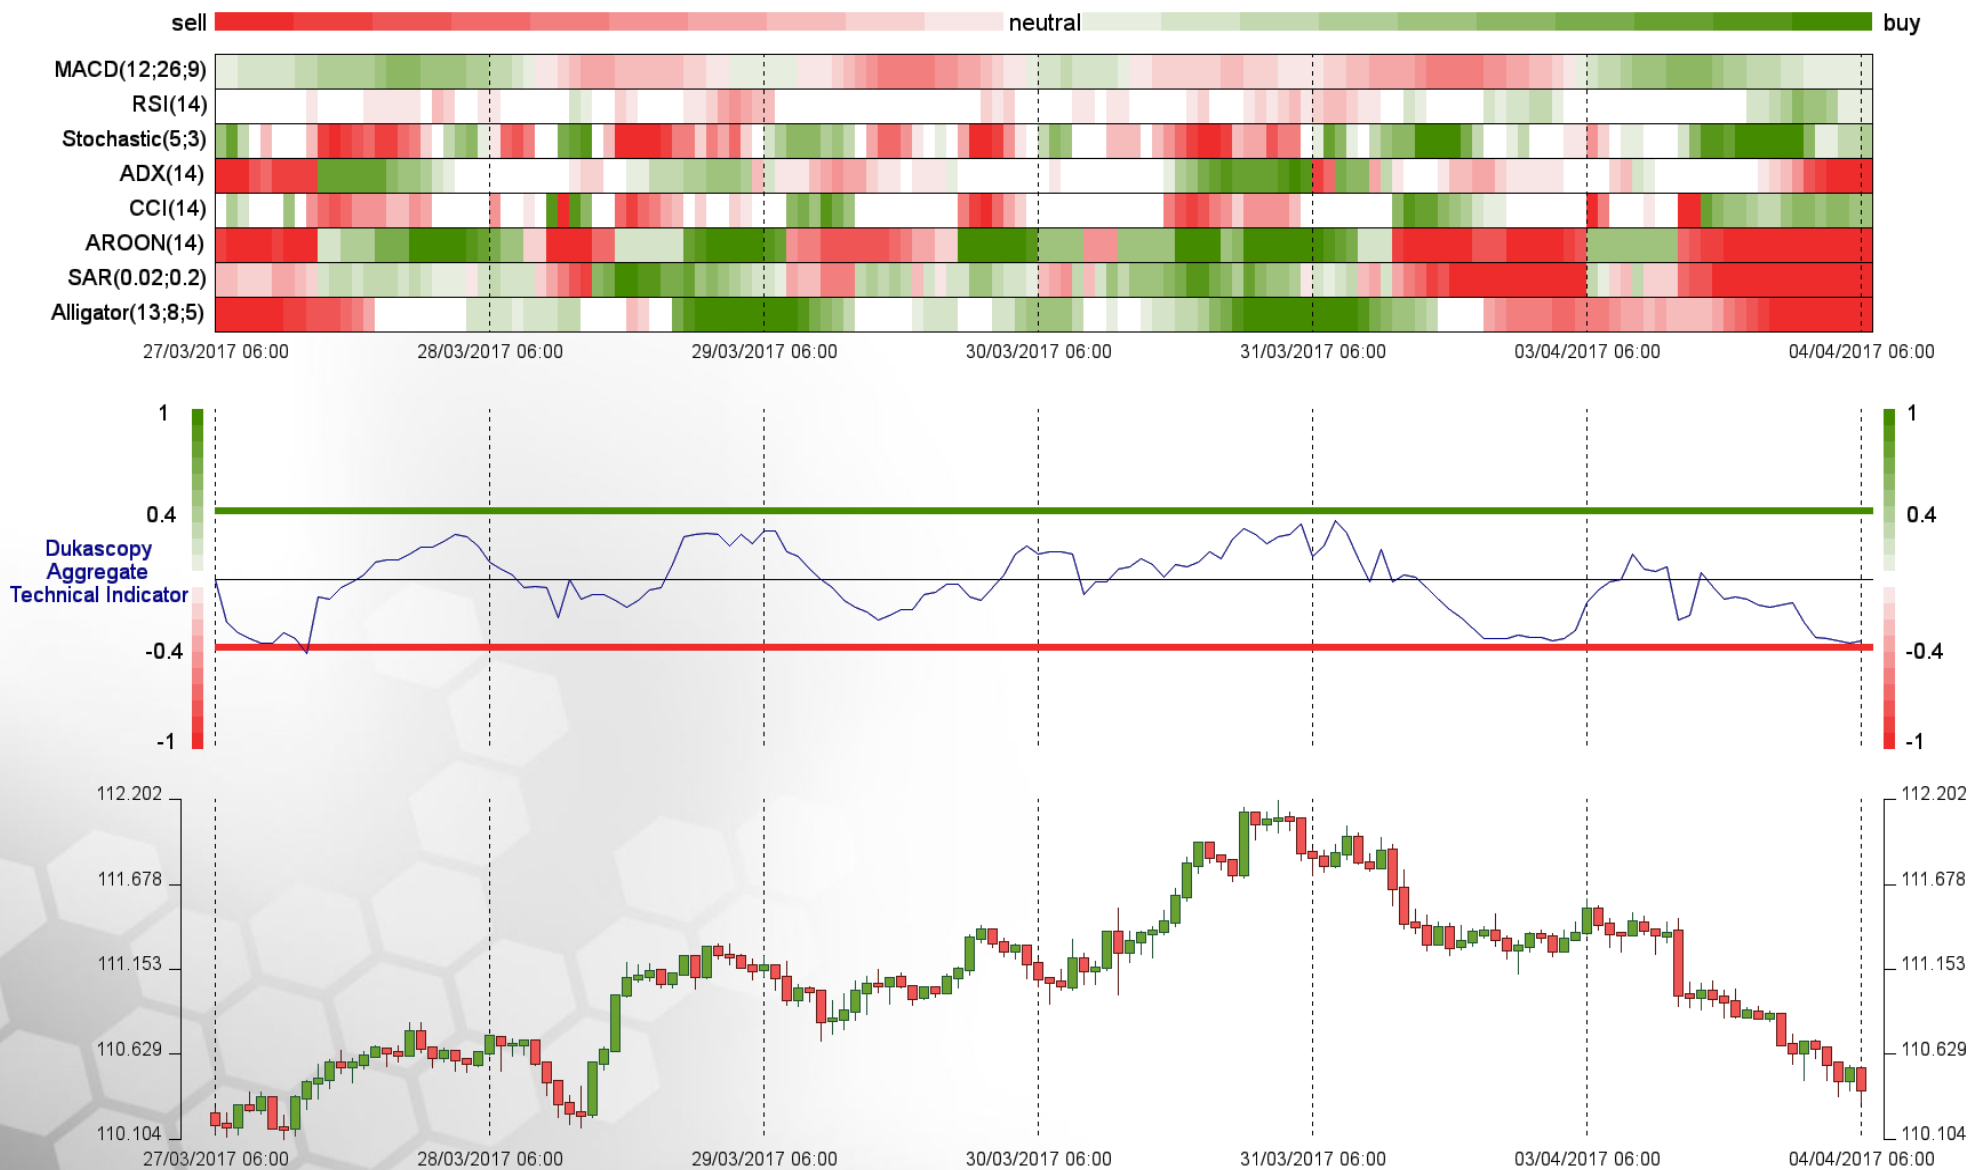 sell neutral buy
MACD(12;26;9)
RSI(14)
Stochastic(5;3)
ADX(14)
CCI(14)
AROON(14)
SAR(0.02;0.2)
Alligator(13;8;5)
27/03/2017 06:00 28/03/2017 06:00 29/03/2017 06:00 30/03/2017 06:00 31/03/2017 06:00 03/04/2017 06:00 04/04/2017 06:00
1 1
0.4 0.4
Dukascopy
Aggregate
Technical Indicator
-0.4 -0.4
-1 -1
112.202 112.202
111.678 111.678
111.153 111.153
110.629 110.629
110.104 110.104
27/03/2017 06:00 28/03/2017 06:00 29/03/2017 06:00 30/03/2017 06:00 31/03/2017 06:00 03/04/2017 06:00 04/04/2017 06:00